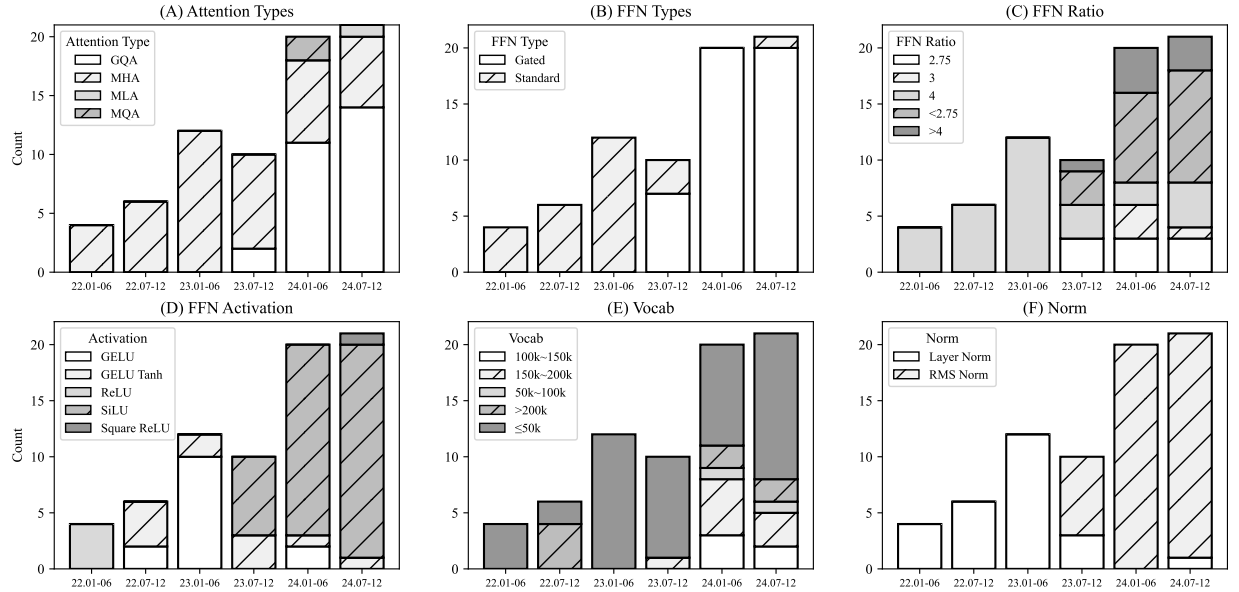 (A) Attention Types
Count
20
15
10
5
0
Attention Type
GQA
MHA
MLA
MQA
22.01-06 22.07-12 23.01-06 23.07-12 24.01-06 24.07-12
(B) FFN Types
20
15
10
5
0
FFN Type
Gated
Standard
22.01-06 22.07-12 23.01-06 23.07-12 24.01-06 24.07-12
(C) FFN Ratio
20
15
10
5
0
FFN Ratio
2.75
3
4
<2.75
>4
22.01-06 22.07-12 23.01-06 23.07-12 24.01-06 24.07-12
(D) FFN Activation
Count
20
15
10
5
0
Activation
GELU
GELU Tanh
ReLU
SiLU
Square ReLU
22.01-06 22.07-12 23.01-06 23.07-12 24.01-06 24.07-12
(E) Vocab
20
15
10
5
0
Vocab
100k~150k
150k~200k
50k~100k
>200k
≤50k
22.01-06 22.07-12 23.01-06 23.07-12 24.01-06 24.07-12
(F) Norm
20
15
10
5
0
Norm
Layer Norm
RMS Norm
22.01-06 22.07-12 23.01-06 23.07-12 24.01-06 24.07-12